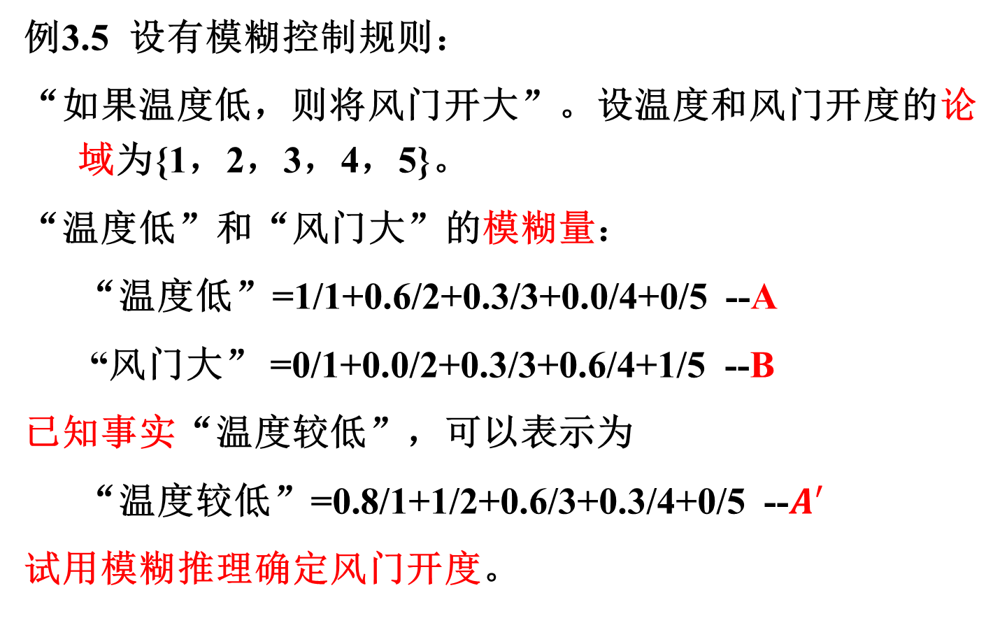 例3.5 设有模糊控制规则：
“如果温度低，则将风门开大”。设温度和风门开度的论
域为{1，2，3，4，5}。
“温度低”和“风门大”的模糊量：
“温度低”=1/1+0.6/2+0.3/3+0.0/4+0/5 --A
“风门大” =0/1+0.0/2+0.3/3+0.6/4+1/5 --B
已知事实“温度较低”，可以表示为
“温度较低”=0.8/1+1/2+0.6/3+0.3/4+0/5 --A′
试用模糊推理确定风门开度。